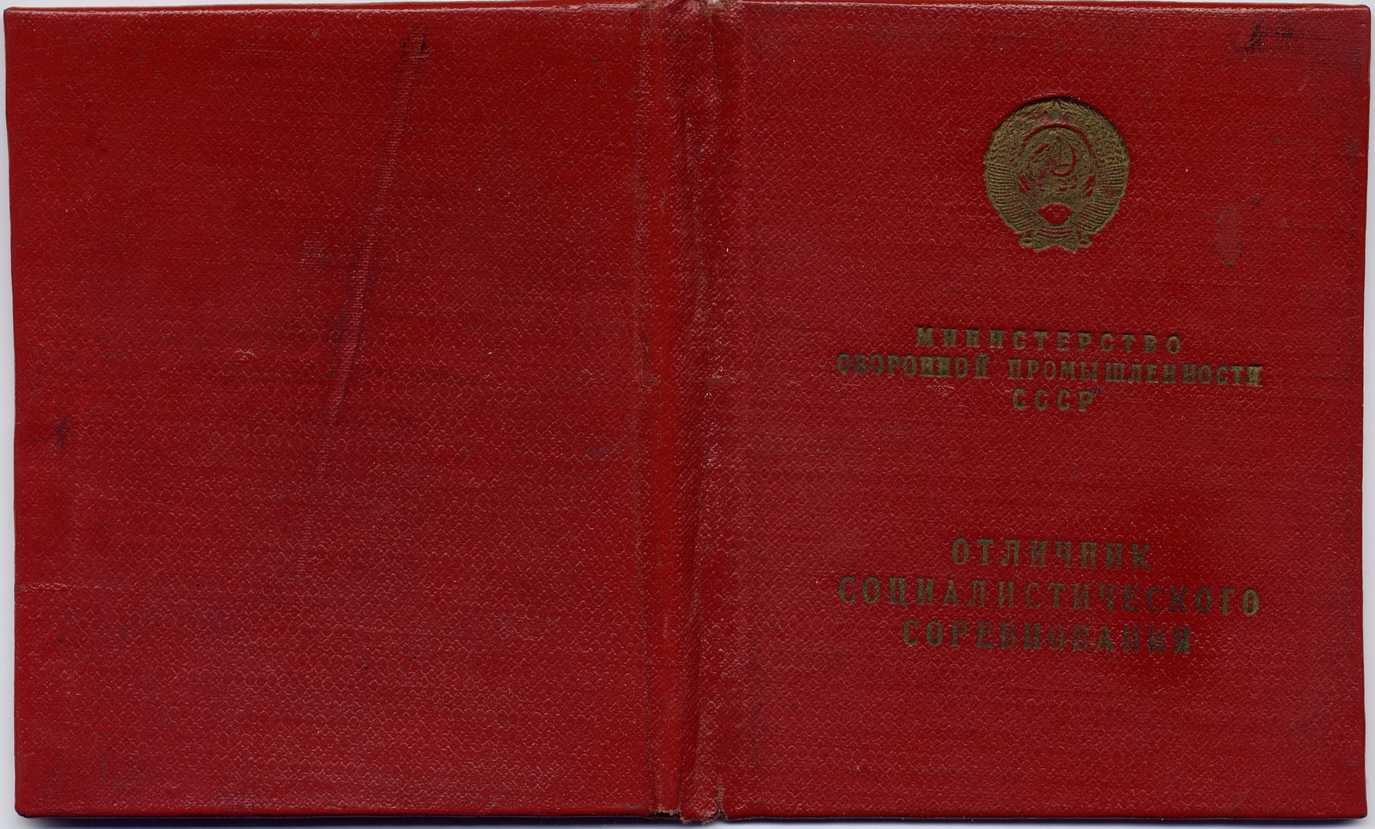 МИНИСТЕРСТВО
ОБОРОННОЙ ПРОМЫШЛЕННОСТИ
СССР
ОТЛИЧНИК
СОЦИАЛИСТИЧЕСКОГО
СОРЕВНОВАНИЯ